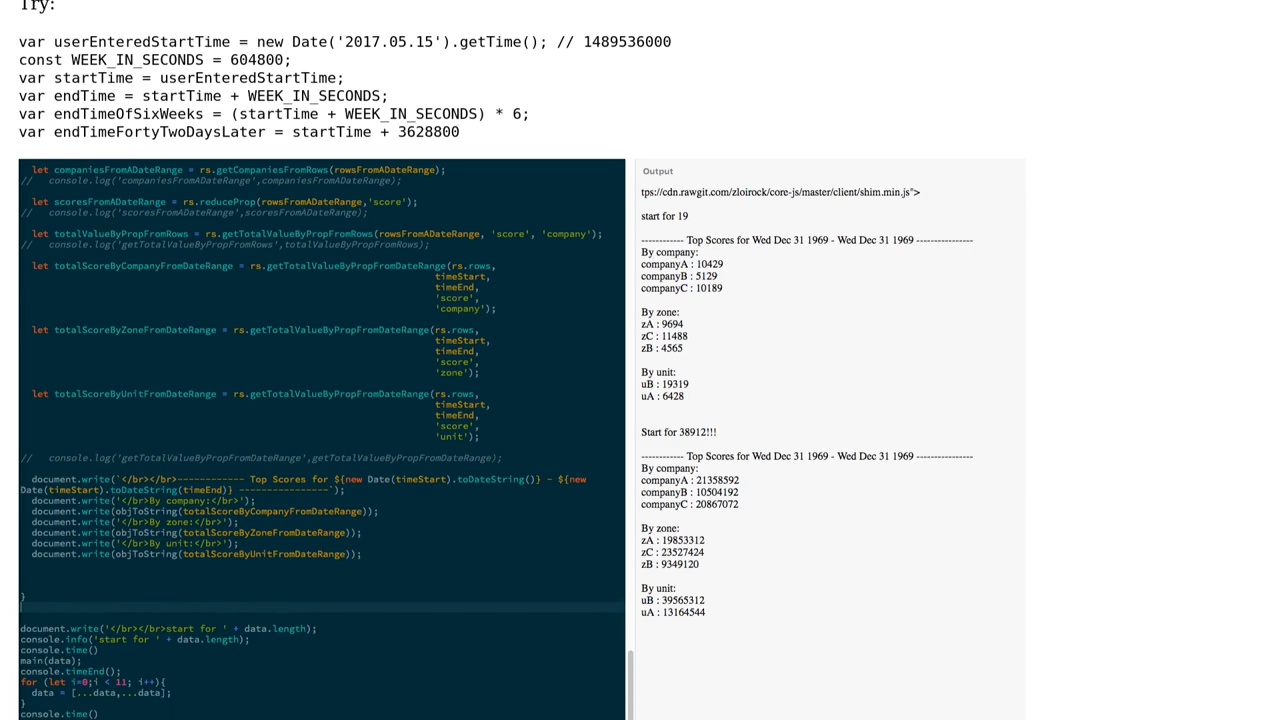 Try:
var userEnteredStartTime = new Date('2017.05.15').getTime(); // 1489536000
const WEEK_IN_SECONDS = 604800;
var startTime = userEnteredStartTime;
var endTime = startTime + WEEK_IN_SECONDS;
var endTimeOfSixWeeks = (startTime + WEEK_IN_SECONDS) * 6;
var endTimeFortyTwoDaysLater = startTime + 3628800
let companiesFromADateRange = rs.getCompaniesFromRows(rowsFromADateRange);
//   console.log('companiesFromADateRange',companiesFromADateRange);
let scoresFromADateRange = rs.reduceProp(rowsFromADateRange,'score');
//   console.log('scoresFromADateRange',scoresFromADateRange);
let totalValueByPropFromRows = rs.getTotalValueByPropFromRows(rowsFromADateRange, 'score', 'company');
//   console.log('getTotalValueByPropFromRows',totalValueByPropFromRows);
let totalScoreByCompanyFromDateRange = rs.getTotalValueByPropFromDateRange(rs.rows,
timeStart,
timeEnd,
'score',
'company');
let totalScoreByZoneFromDateRange = rs.getTotalValueByPropFromDateRange(rs.rows,
timeStart,
timeEnd,
'score',
'zone');
let totalScoreByUnitFromDateRange = rs.getTotalValueByPropFromDateRange(rs.rows,
timeStart,
timeEnd,
'score',
'unit');
//   console.log('getTotalValueByPropFromDateRange',getTotalValueByPropFromDateRange);
document.write(`</br></br>------------ Top Scores for ${new Date(timeStart).toDateString()} - ${new
Date(timeStart).toDateString(timeEnd)} ----------------`);
document.write('</br>By company:</br>');
document.write(objToString(totalScoreByCompanyFromDateRange));
document.write('</br>By zone:</br>');
document.write(objToString(totalScoreByZoneFromDateRange));
document.write('</br>By unit:</br>');
document.write(objToString(totalScoreByUnitFromDateRange));
}
document.write('</br></br>start for ' + data.length);
console.info('start for ' + data.length);
console.time()
main(data);
console.timeEnd();
for (let i=0;i < 11; i++){
data = [...data,...data];
}
console.time()
Output
tps://cdn.rawgit.com/zloirock/core-js/master/client/shim.min.js">
start for 19
------------ Top Scores for Wed Dec 31 1969 - Wed Dec 31 1969 ----------------
By company:
companyA : 10429
companyB : 5129
companyC : 10189
By zone:
zA : 9694
zC : 11488
zB : 4565
By unit:
uB : 19319
uA : 6428
Start for 38912!!!
------------ Top Scores for Wed Dec 31 1969 - Wed Dec 31 1969 ----------------
By company:
companyA : 21358592
companyB : 10504192
companyC : 20867072
By zone:
zA : 19853312
zC : 23527424
zB : 9349120
By unit:
uB : 39565312
uA : 13164544